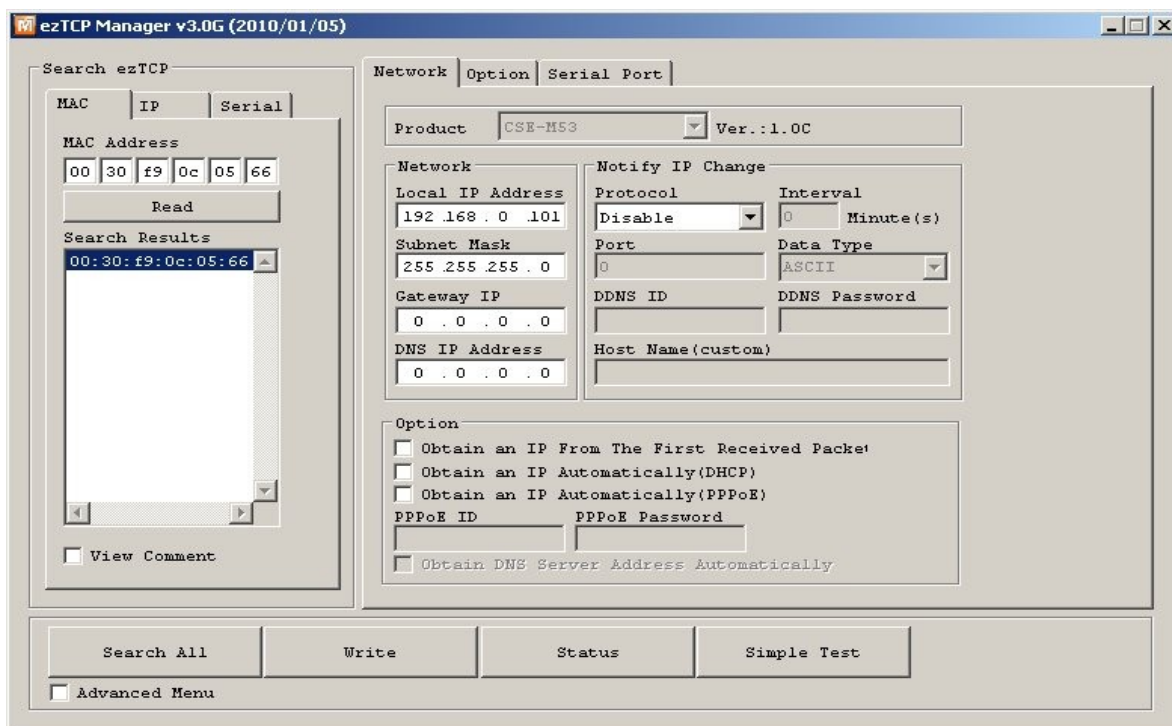 ezTCP Manager v3.0G (2010/01/05)
Search ezTCP
MAC IP Serial
MAC Address
00 30 f9 0c 05 66
Read
Search Results
00:30:f9:0c:05:66
View Comment
Network Option Serial Port
Product CSE-M53 Ver.:1.0C
Network
Local IP Address
192 .168 . 0 .101
Subnet Mask
255 .255 .255 . 0
Gateway IP
0 . 0 . 0 . 0
DNS IP Address
0 . 0 . 0 . 0
Notify IP Change
Protocol Interval
Disable 0 Minute(s)
Port Data Type
0 ASCII
DDNS ID DDNS Password
Host Name(custom)
Option
Obtain an IP From The First Received Packet
Obtain an IP Automatically(DHCP)
Obtain an IP Automatically(PPPoE)
PPPoE ID PPPoE Password
Obtain DNS Server Address Automatically
Search All Write Status Simple Test
Advanced Menu